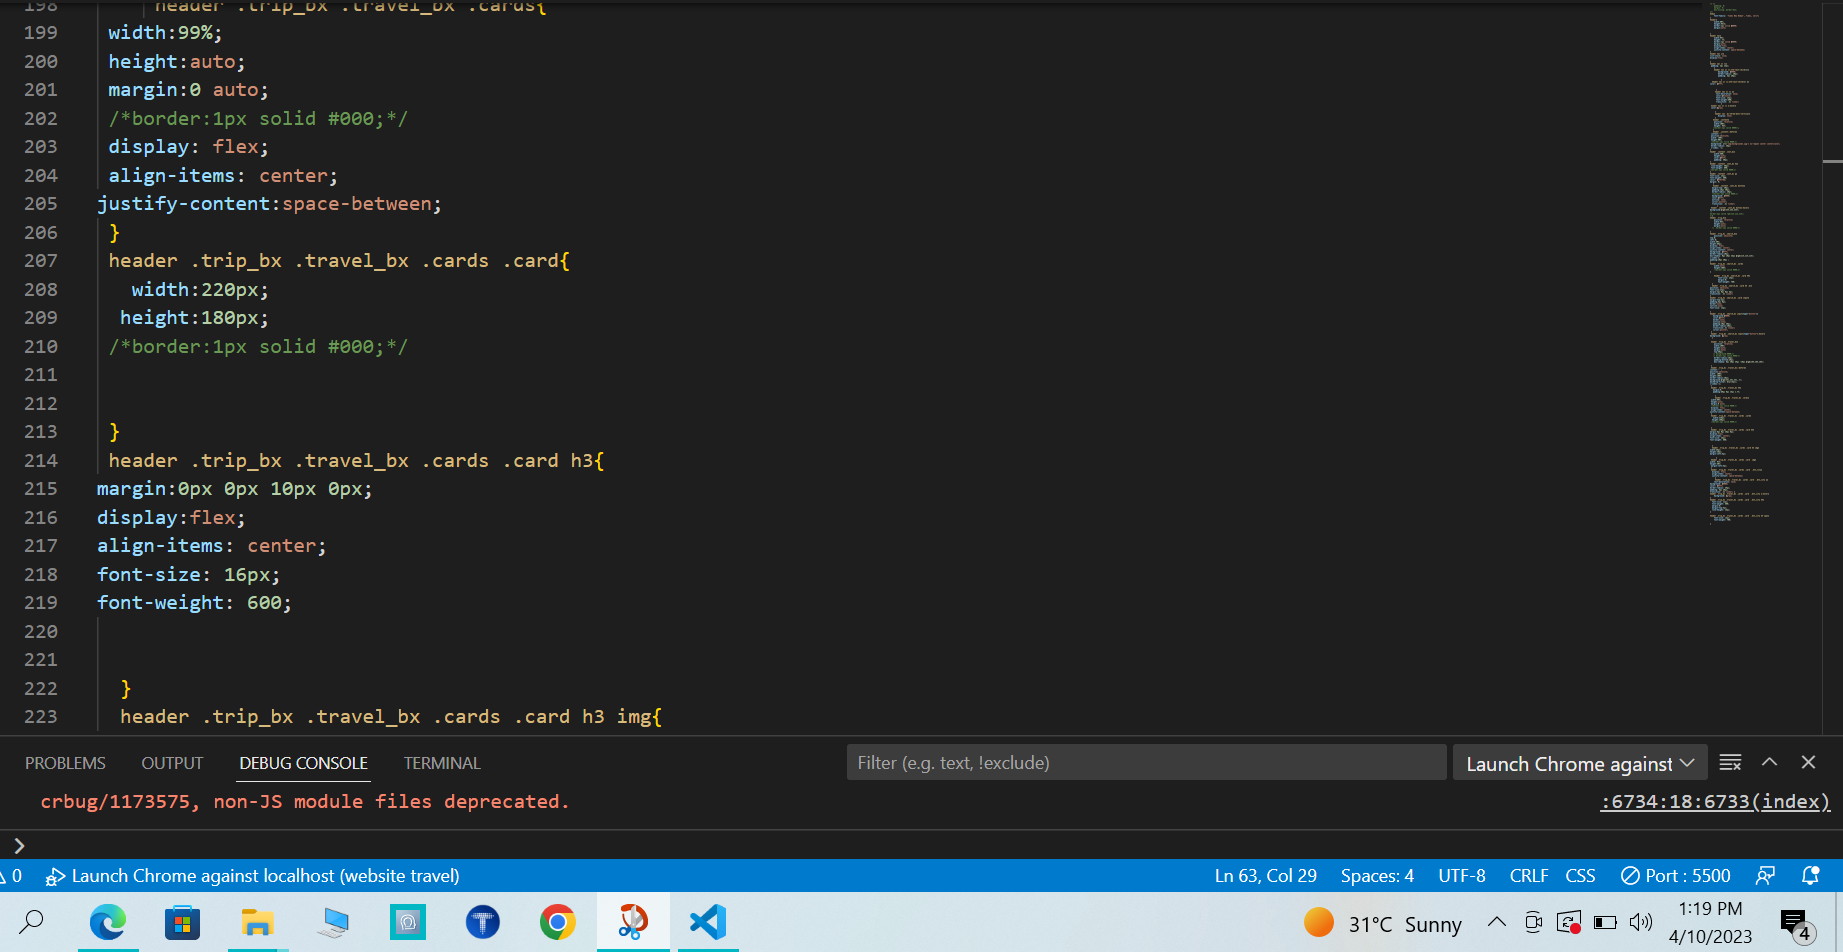 198 header .trip_bx .travel_bx .cards{
199 width:99%;
200 height:auto;
201 margin:0 auto;
202 /*border:1px solid #000;*/
203 display: flex;
204 align-items: center;
205 justify-content:space-between;
206 }
207 header .trip_bx .travel_bx .cards .card{
208 width:220px;
209 height:180px;
210 /*border:1px solid #000;*/
211
212
213 }
214 header .trip_bx .travel_bx .cards .card h3{
215 margin:0px 0px 10px 0px;
216 display:flex;
217 align-items: center;
218 font-size: 16px;
219 font-weight: 600;
220
221
222 }
223 header .trip_bx .travel_bx .cards .card h3 img{
PROBLEMS OUTPUT DEBUG CONSOLE TERMINAL Filter (e.g. text, !exclude) Launch Chrome against
crbug/1173575, non-JS module files deprecated. :6734:18:6733(index)
0 Launch Chrome against localhost (website travel) Ln 63, Col 29 Spaces: 4 UTF-8 CRLF CSS Port : 5500
31°C Sunny 1:19 PM
4/10/2023 4